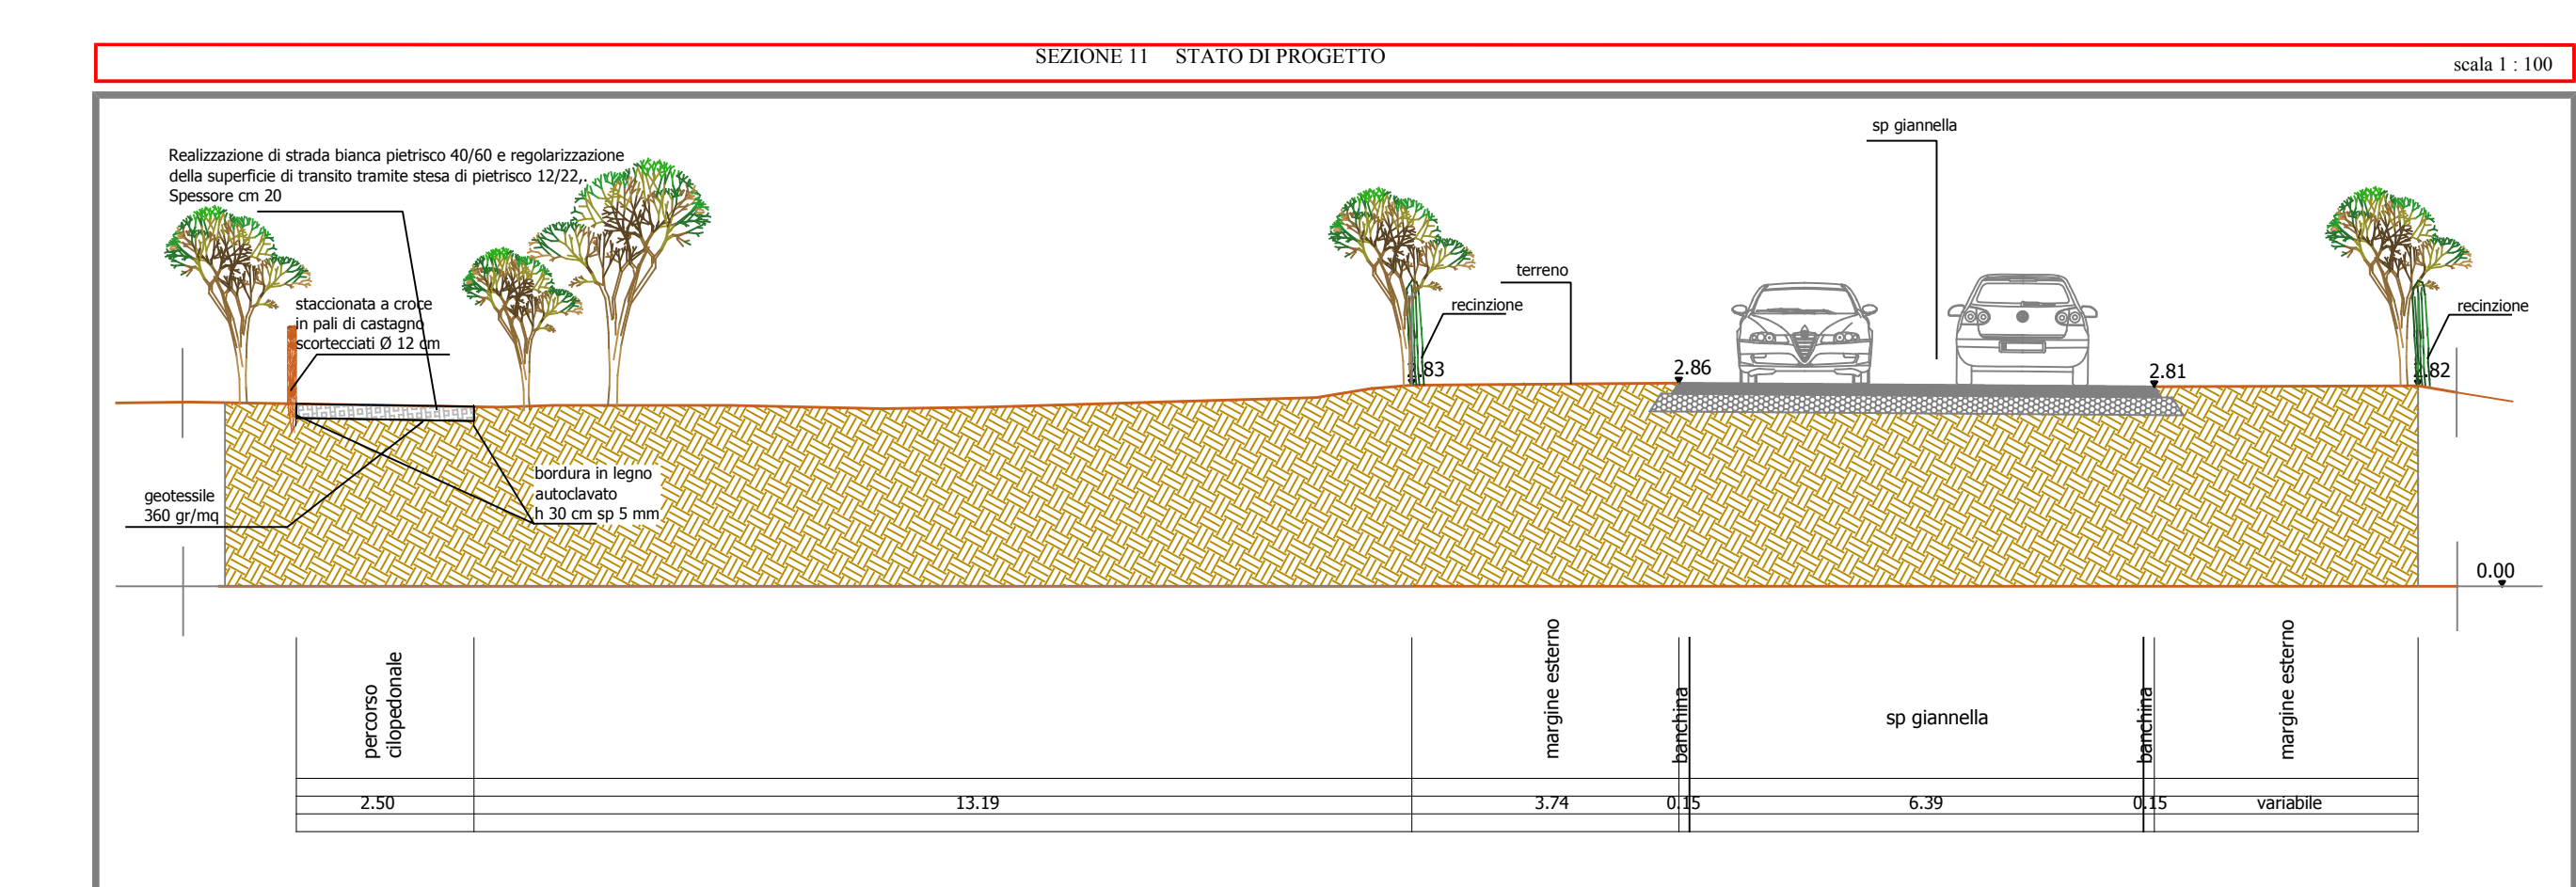 SEZIONE 11 STATO DI PROGETTO
scala 1 : 100
Realizzazione di strada bianca pietrisco 40/60 e regolarizzazione
della superficie di transito tramite stesa di pietrisco 12/22,.
Spessore cm 20
sp giannella
staccionata a croce
in pali di castagno
scortecciati Ø 12 cm
terreno
recinzione
recinzione
.83
2.86
2.81
.82
geotessile
360 gr/mq
bordura in legno
autoclavato
h 30 cm sp 5 mm
0.00
percorso
cilopedonale
margine esterno
banchina
sp giannella
banchina
margine esterno
2.50
13.19
3.74
0.15
6.39
0.15
variabile